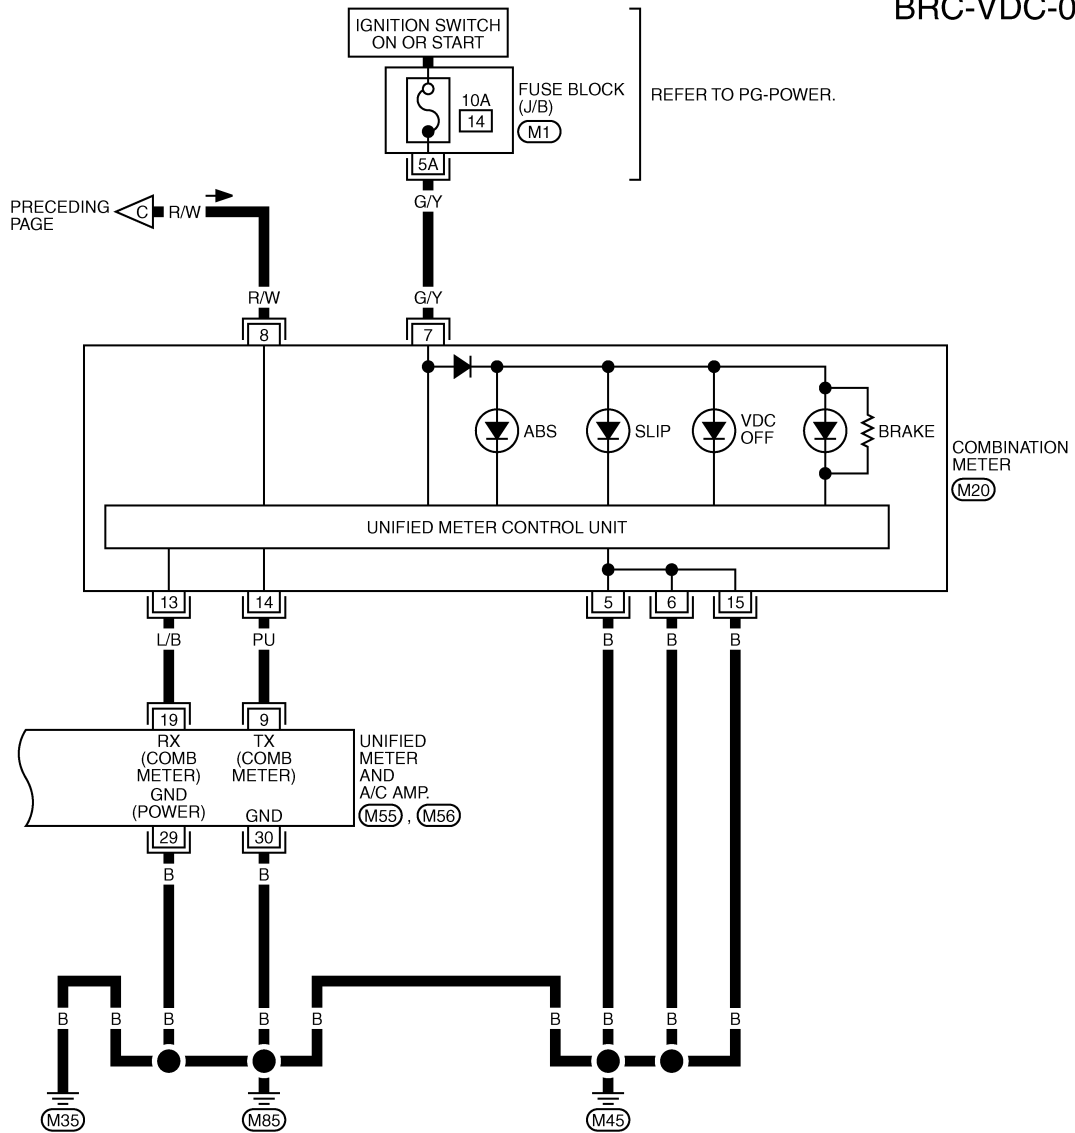 BRC-VDC-0
IGNITION SWITCH
ON OR START
10A
14
FUSE BLOCK
(J/B)
M1
REFER TO PG-POWER.
5A
G/Y
PRECEDING
PAGE
C
R/W
R/W
G/Y
8
7
ABS
SLIP
VDC
OFF
BRAKE
COMBINATION
METER
M20
UNIFIED METER CONTROL UNIT
13
14
5
6
15
L/B
PU
B
B
B
19
9
RX
(COMB
METER)
TX
(COMB
METER)
GND
(POWER)
GND
UNIFIED
METER
AND
A/C AMP.
M55 , M56
29
30
B
B
B
B
B
B
B
B
B
B
B
M35
M85
M45